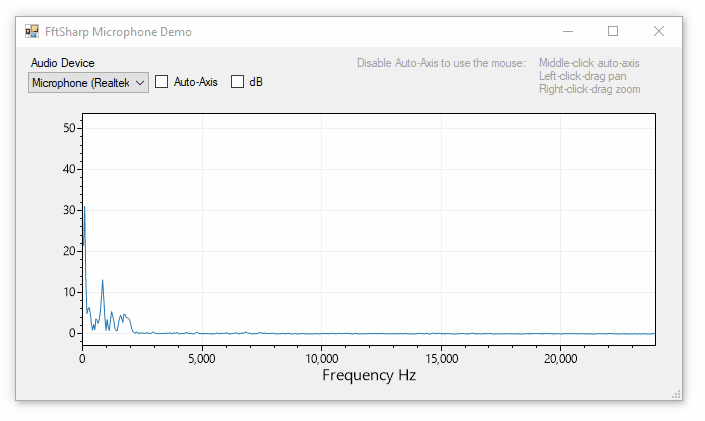 FftSharp Microphone Demo
Audio Device
Disable Auto-Axis to use the mouse:
Middle-click auto-axis
Left-click-drag pan
Right-click-drag zoom
Microphone (Realtek
Auto-Axis
dB
50
40
30
20
10
0
0
5,000
10,000
15,000
20,000
Frequency Hz